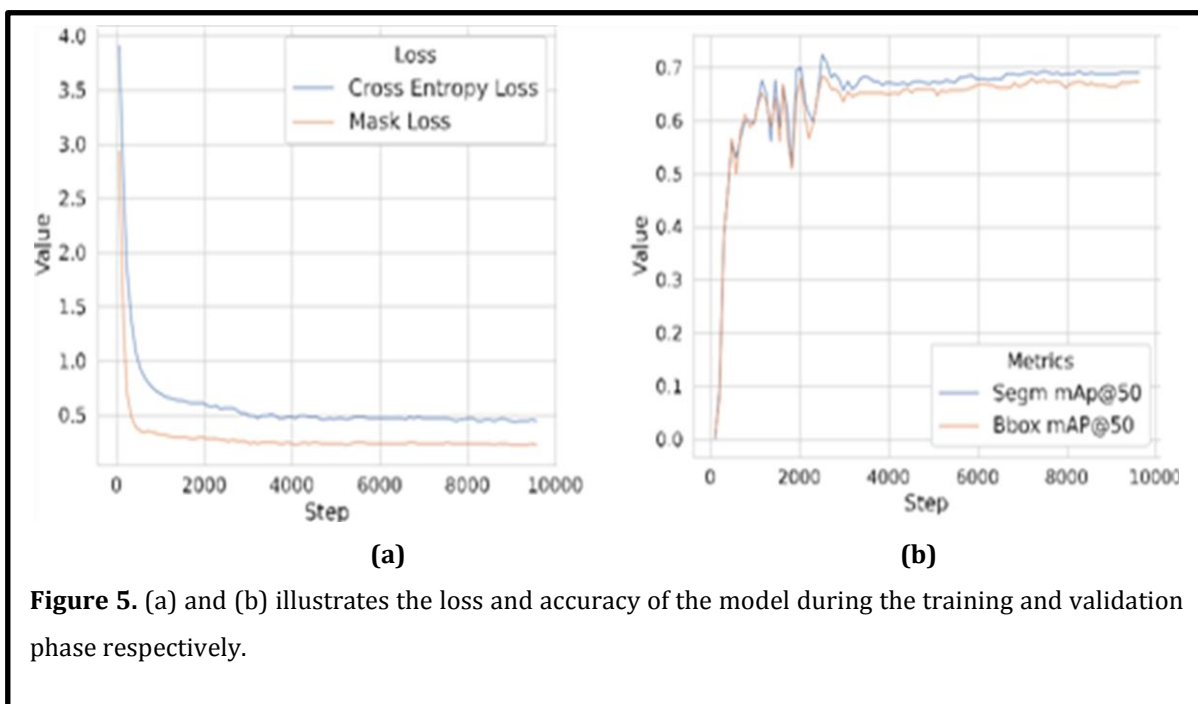 4.0
3.5
3.0
2.5
2.0
1.5
1.0
0.5
Value
Loss
Cross Entropy Loss
Mask Loss
0 2000 4000 6000 8000 10000
Step
(a)
0.7
0.6
0.5
0.4
0.3
0.2
0.1
0.0
Value
Metrics
Segm mAp@50
Bbox mAP@50
0 2000 4000 6000 8000 10000
Step
(b)
Figure 5. (a) and (b) illustrates the loss and accuracy of the model during the training and validation
phase respectively.